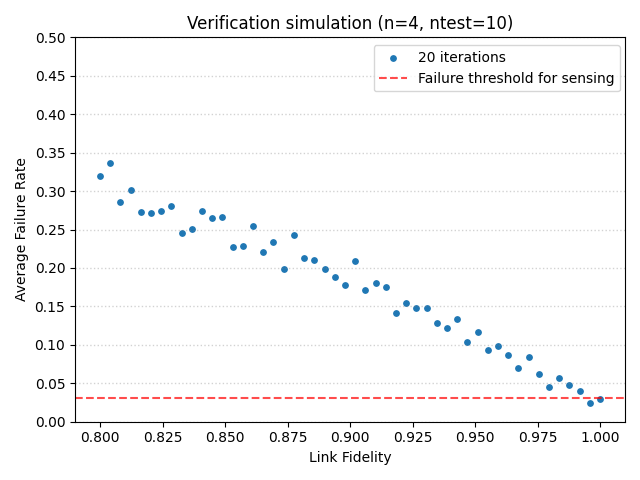 Verification simulation (n=4, ntest=10)
20 iterations
Failure threshold for sensing
Average Failure Rate
0.50
0.45
0.40
0.35
0.30
0.25
0.20
0.15
0.10
0.05
0.00
0.800 0.825 0.850 0.875 0.900 0.925 0.950 0.975 1.000
Link Fidelity